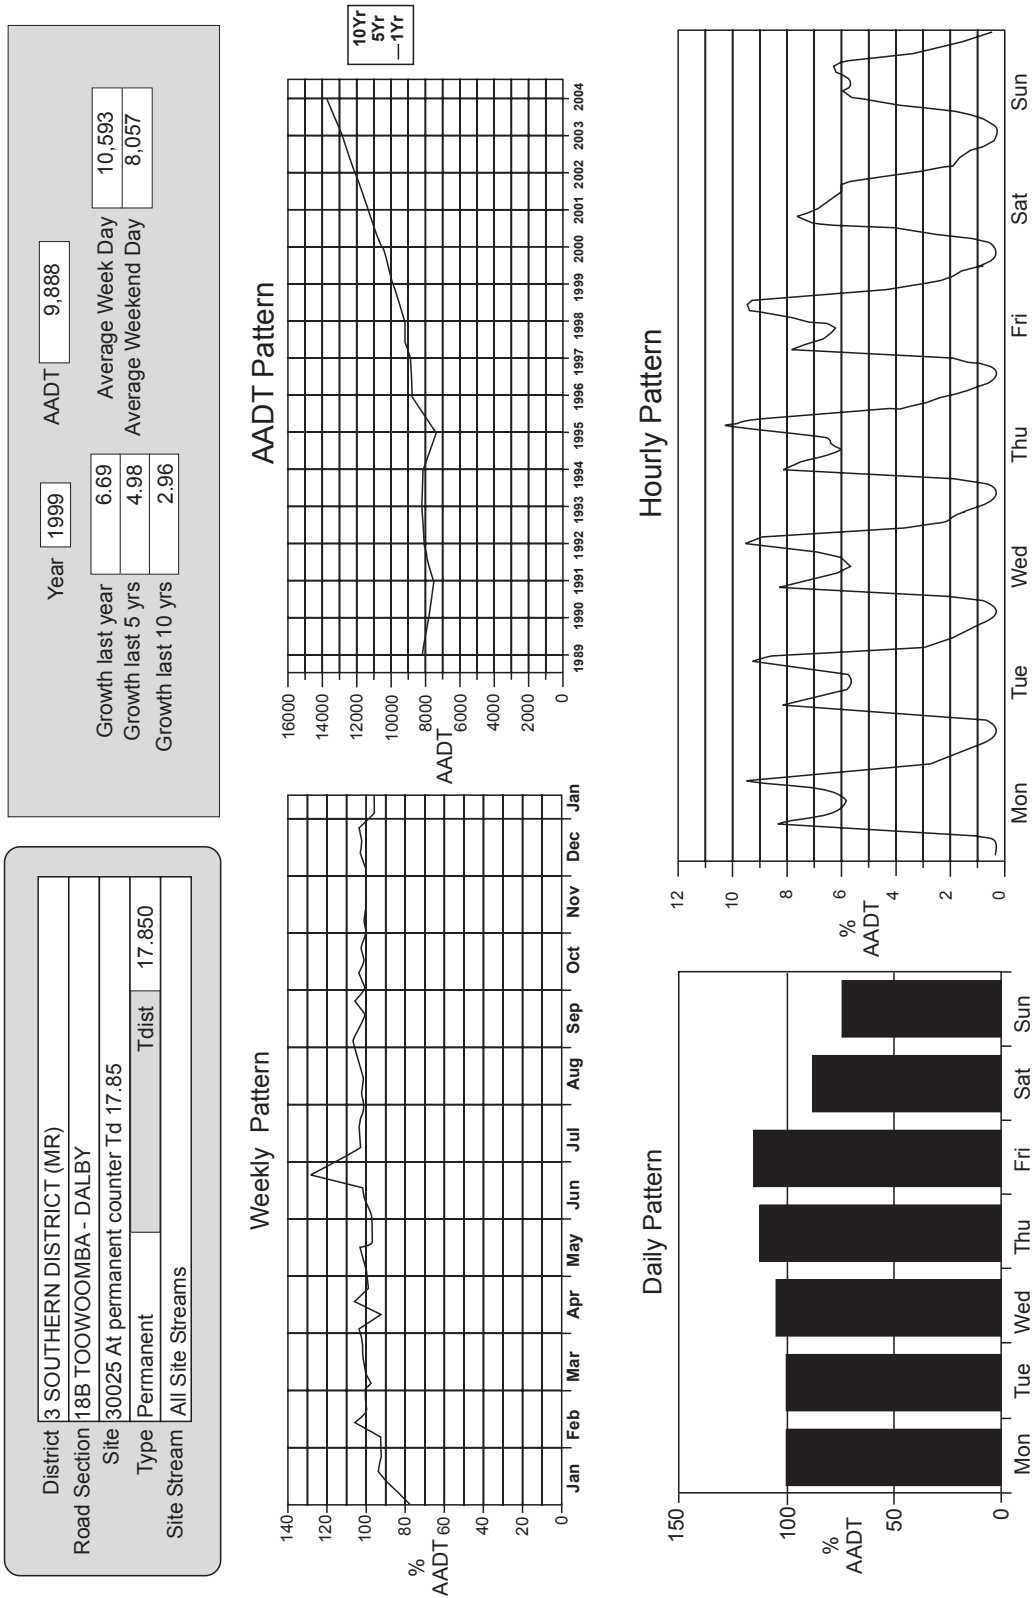 District 3 SOUTHERN DISTRICT (MR)
Road Section 18B TOOWOOMBA - DALBY
Site 30025 At permanent counter Td 17.85
Type Permanent Tdist 17.850
Site Stream All Site Streams
Year 1999 AADT 9,888
Growth last year 6.69 Average Week Day 10,593
Growth last 5 yrs 4.98 Average Weekend Day 8,057
Growth last 10 yrs 2.96
Weekly Pattern
140
120
100
80
60
40
20
0
% AADT
Jan Feb Mar Apr May Jun Jul Aug Sep Oct Nov Dec Jan
AADT Pattern
16000
14000
12000
10000
8000
6000
4000
2000
0
AADT
1989 1990 1991 1992 1993 1994 1995 1996 1997 1998 1999 2000 2001 2002 2003 2004
10Yr
5Yr
1Yr
Daily Pattern
150
100
50
0
% AADT
Mon Tue Wed Thu Fri Sat Sun
Hourly Pattern
12
10
8
6
4
2
0
% AADT
Mon Tue Wed Thu Fri Sat Sun